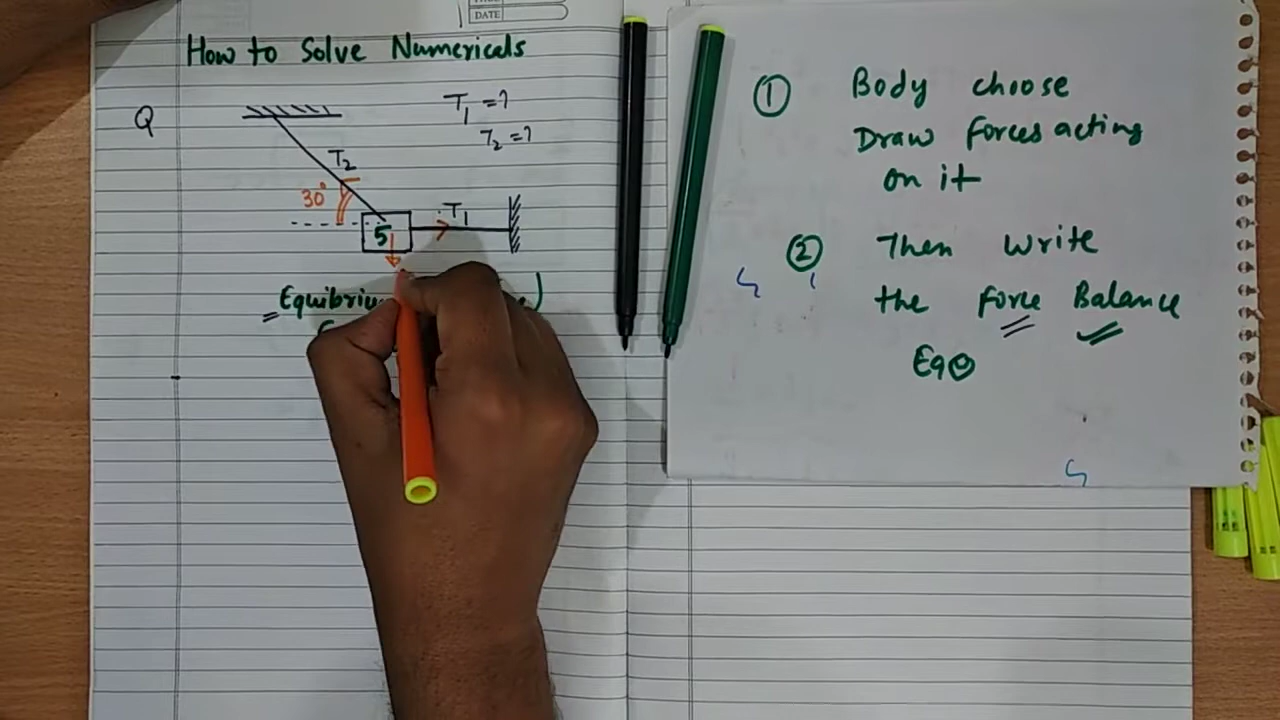 DATE
How to Solve Numericals
Q
T1 = ?
T2 = ?
T2
30°
T1
5
① Body choose
Draw forces acting
on it
② Then write
the force Balance